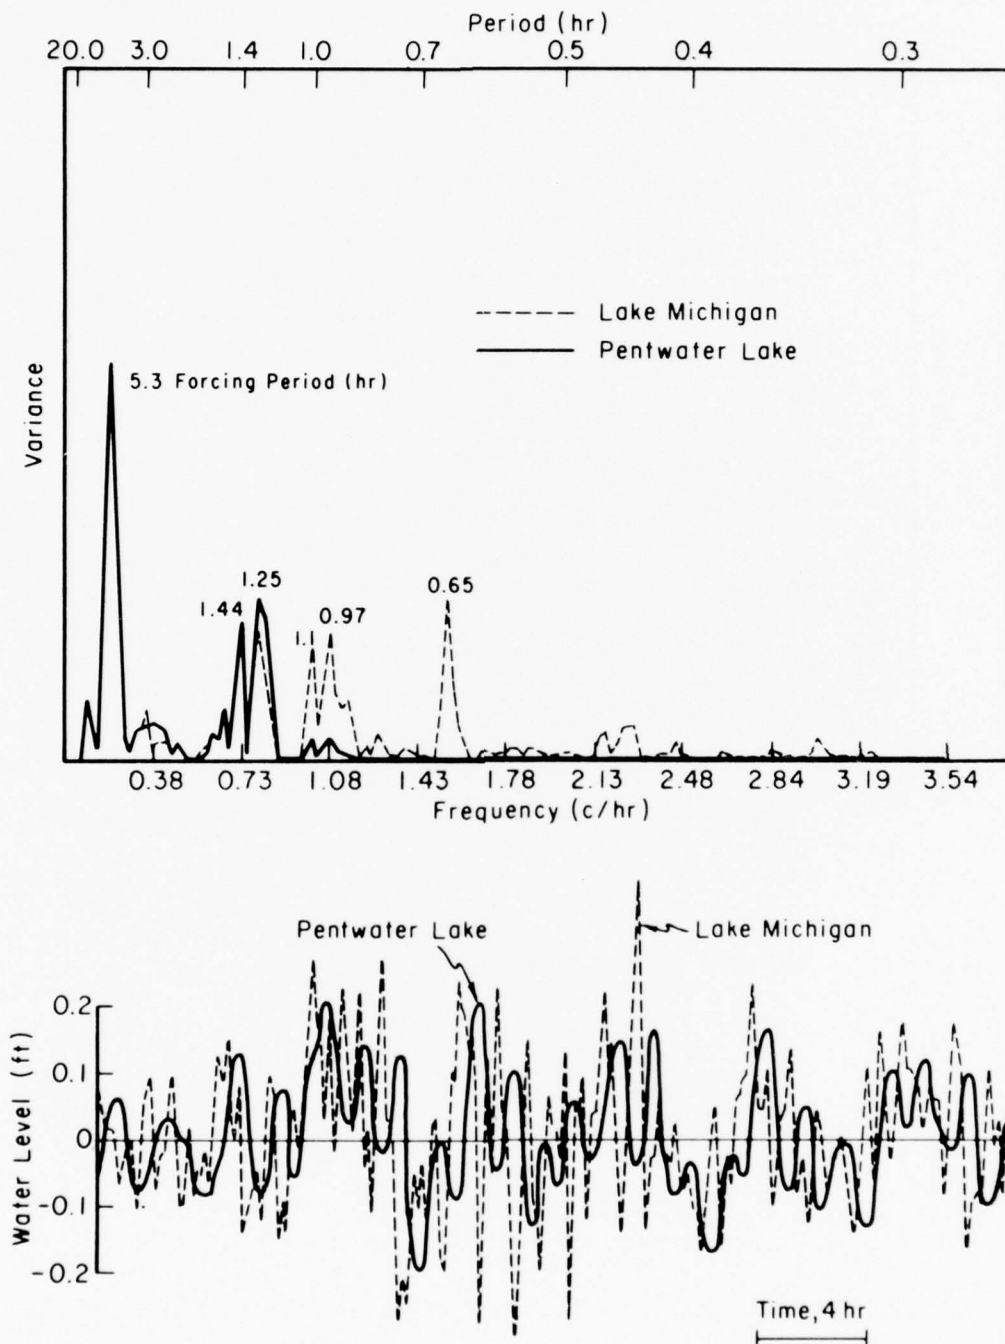 Period (hr)
20.0 3.0 1.4 1.0 0.7 0.5 0.4 0.3
Variance
Lake Michigan
Pentwater Lake
5.3 Forcing Period (hr)
1.44 1.25 1.1 0.97 0.65
0.38 0.73 1.08 1.43 1.78 2.13 2.48 2.84 3.19 3.54
Frequency (c/hr)
Pentwater Lake
Lake Michigan
Water Level (ft)
0.2
0.1
0
-0.1
-0.2
Time, 4 hr